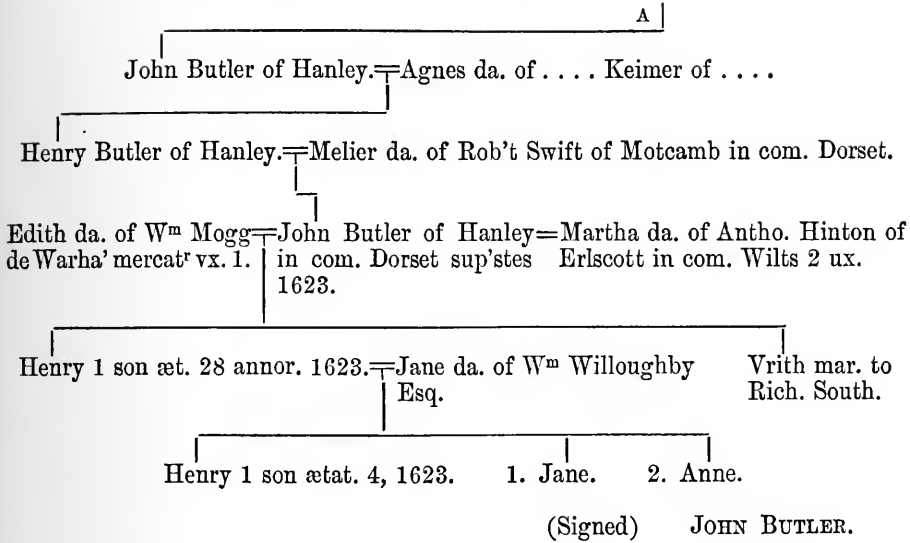 A
John Butler of Hanley.=Agnes da. of . . . . Keimer of . . . .
Henry Butler of Hanley.=Melier da. of Rob't Swift of Motcamb in com. Dorset.
Edith da. of Wᵐ Mogg=John Butler of Hanley=Martha da. of Antho. Hinton of
de Warha' mercatʳ vx. 1. in com. Dorset sup'stes Erlscott in com. Wilts 2 ux.
1623.
Henry 1 son æt. 28 annor. 1623.=Jane da. of Wᵐ Willoughby Vrith mar. to
Esq. Rich. South.
Henry 1 son ætat. 4, 1623. 1. Jane. 2. Anne.
(Signed) JOHN BUTLER.